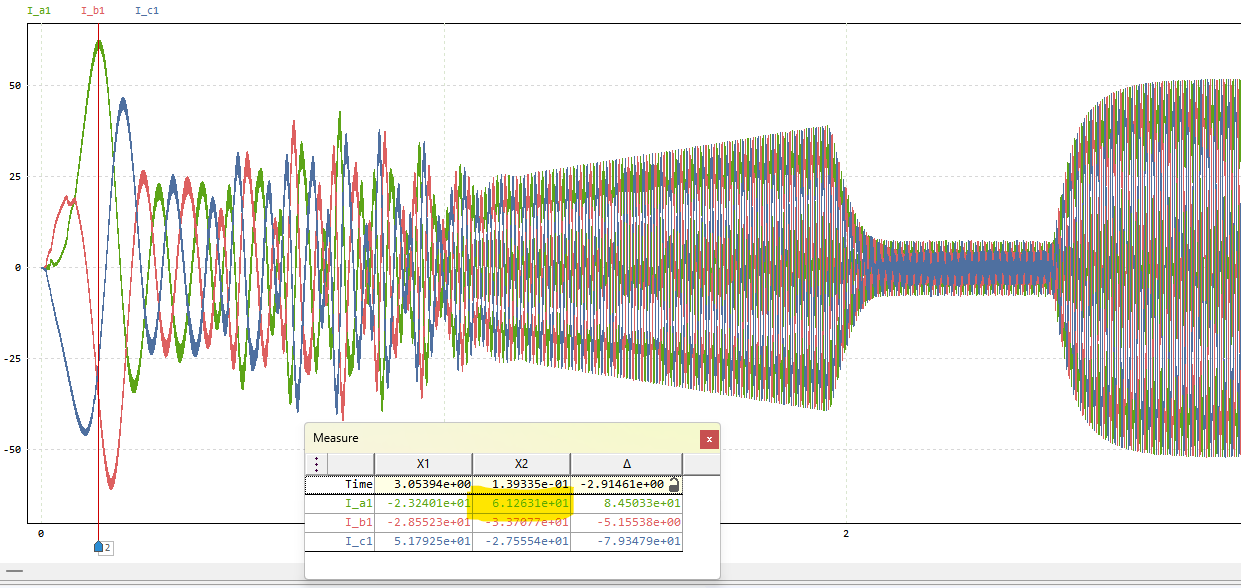 I_a1 I_b1 I_c1
50
25
0
-25
-50
0 2
2
Measure x
X1 X2 Δ
Time 3.05394e+00 1.39335e-01 -2.91461e+00
I_a1 -2.32401e+01 6.12631e+01 8.45033e+01
I_b1 -2.85523e+01 -3.37077e+01 -5.15538e+00
I_c1 5.17925e+01 -2.75554e+01 -7.93479e+01